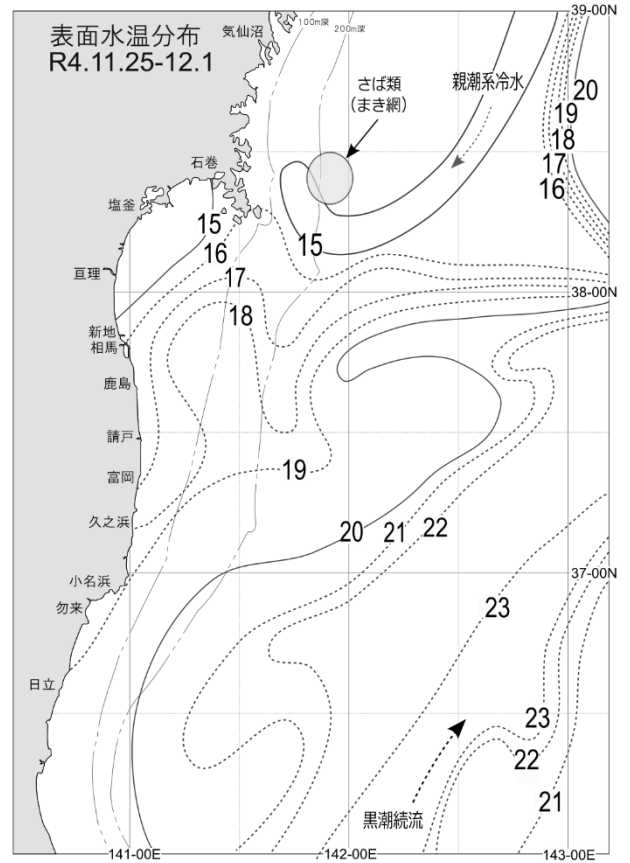 表面水温分布
R4.11.25-12.1
気仙沼
100m深
200m深
39-00N
さば類
(まき網)
親潮系冷水
20
19
18
17
16
石巻
塩釜
15
16
17
18
15
亘理
38-00N
新地
相馬
鹿島
請戸
富岡
19
久之浜
20
21
22
37-00N
小名浜
勿来
23
日立
23
22
21
黒潮続流
141-00E
142-00E
143-00E